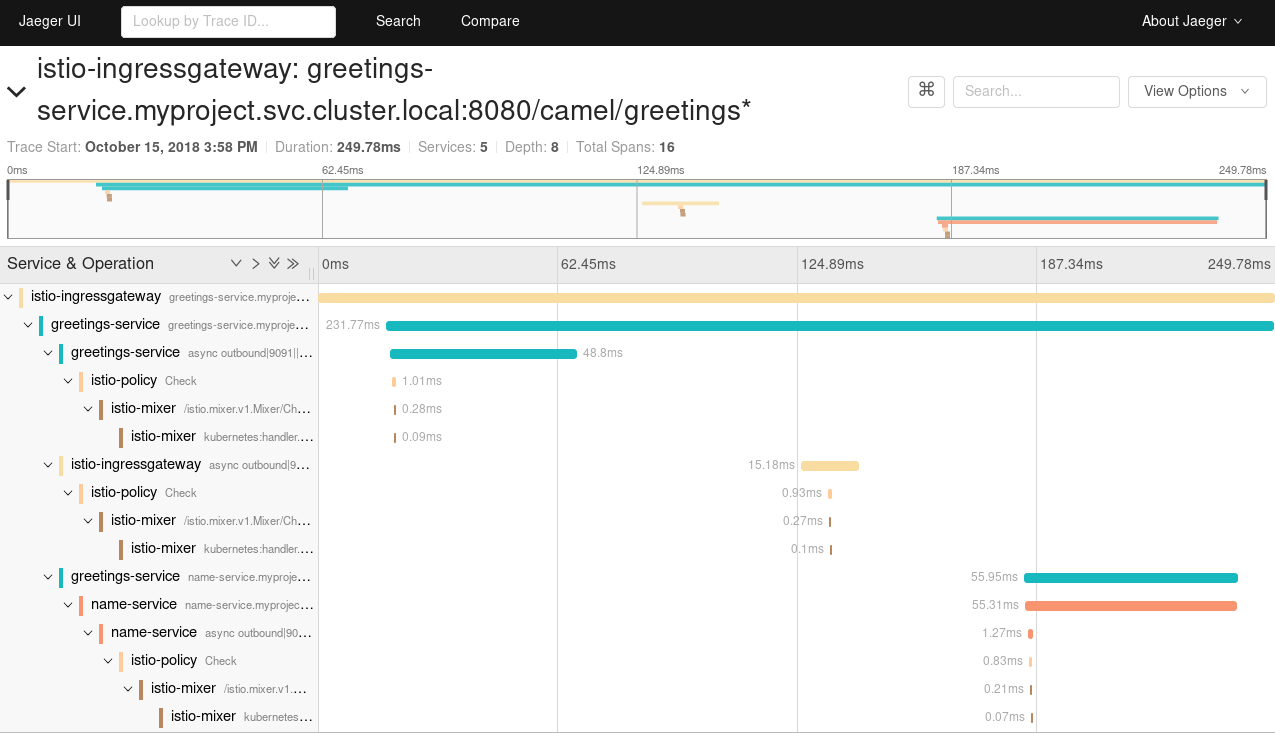 Jaeger UI Lookup by Trace ID... Search Compare About Jaeger
istio-ingressgateway: greetings-
service.myproject.svc.cluster.local:8080/camel/greetings*
⌘ Search... View Options
Trace Start: October 15, 2018 3:58 PM Duration: 249.78ms Services: 5 Depth: 8 Total Spans: 16
0ms 62.45ms 124.89ms 187.34ms 249.78ms
Service & Operation 0ms 62.45ms 124.89ms 187.34ms 249.78ms
istio-ingressgateway greetings-service.myproje...
greetings-service greetings-service.myproje... 231.77ms
greetings-service async outbound|9091||... 48.8ms
istio-policy Check 1.01ms
istio-mixer /istio.mixer.v1.Mixer/Ch... 0.28ms
istio-mixer kubernetes:handler.... 0.09ms
istio-ingressgateway async outbound|9... 15.18ms
istio-policy Check 0.93ms
istio-mixer /istio.mixer.v1.Mixer/Ch... 0.27ms
istio-mixer kubernetes:handler.... 0.1ms
greetings-service name-service.myproje... 55.95ms
name-service name-service.myprojec... 55.31ms
name-service async outbound|90... 1.27ms
istio-policy Check 0.83ms
istio-mixer /istio.mixer.v1.... 0.21ms
istio-mixer kubernetes... 0.07ms